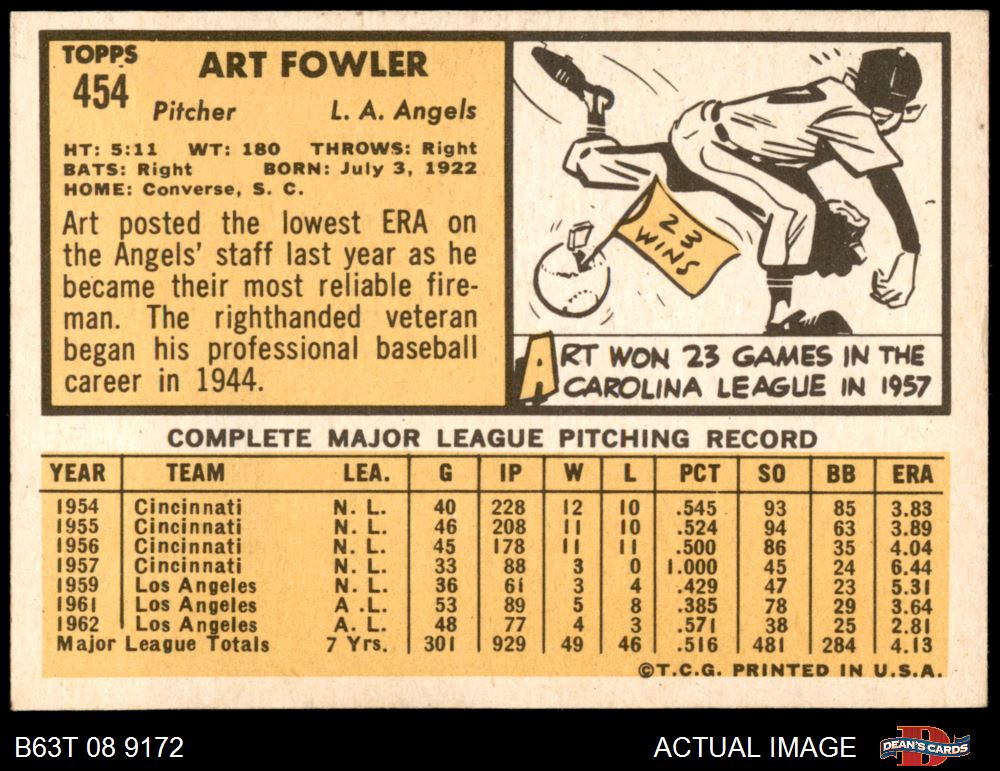 TOPPS
454
ART FOWLER
Pitcher L. A. Angels
HT: 5:11 WT: 180 THROWS: Right
BATS: Right BORN: July 3, 1922
HOME: Converse, S. C.
Art posted the lowest ERA on
the Angels' staff last year as he
became their most reliable fire-
man. The righthanded veteran
began his professional baseball
career in 1944.
23
WINS
ART WON 23 GAMES IN THE
CAROLINA LEAGUE IN 1957
COMPLETE MAJOR LEAGUE PITCHING RECORD
YEAR TEAM LEA. G IP W L PCT SO BB ERA
1954 Cincinnati N. L. 40 228 12 10 .545 93 85 3.83
1955 Cincinnati N. L. 46 208 11 10 .524 94 63 3.89
1956 Cincinnati N. L. 45 178 11 11 .500 86 35 4.04
1957 Cincinnati N. L. 33 88 3 0 1.000 45 24 6.44
1959 Los Angeles N. L. 36 61 3 4 .429 47 23 5.31
1961 Los Angeles A .L. 53 89 5 8 .385 78 29 3.64
1962 Los Angeles A. L. 48 77 4 3 .571 38 25 2.81
Major League Totals 7 Yrs. 301 929 49 46 .516 481 284 4.13
©T.C.G. PRINTED IN U.S.A.
B63T 08 9172 ACTUAL IMAGE
DEAN'S CARDS